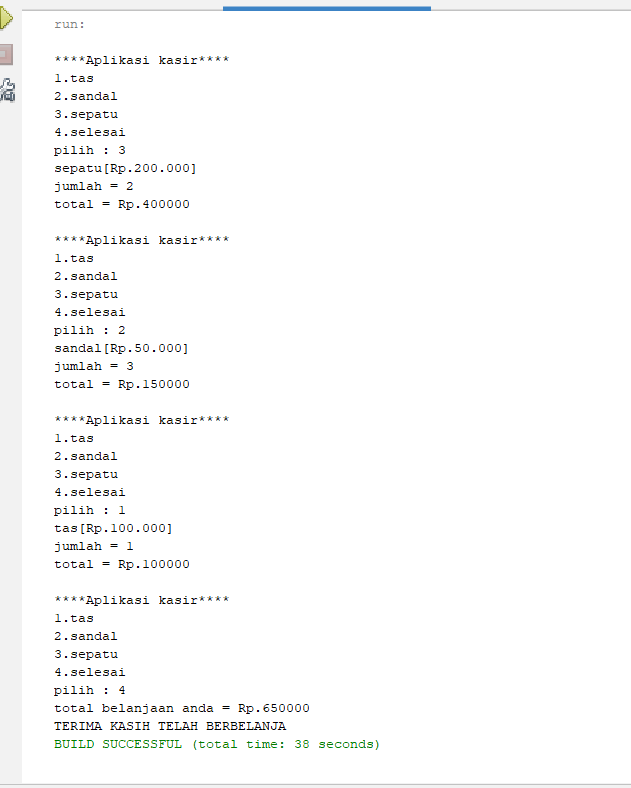 run:
****Aplikasi kasir****
1.tas
2.sandal
3.sepatu
4.selesai
pilih : 3
sepatu[Rp.200.000]
jumlah = 2
total = Rp.400000
****Aplikasi kasir****
1.tas
2.sandal
3.sepatu
4.selesai
pilih : 2
sandal[Rp.50.000]
jumlah = 3
total = Rp.150000
****Aplikasi kasir****
1.tas
2.sandal
3.sepatu
4.selesai
pilih : 1
tas[Rp.100.000]
jumlah = 1
total = Rp.100000
****Aplikasi kasir****
1.tas
2.sandal
3.sepatu
4.selesai
pilih : 4
total belanjaan anda = Rp.650000
TERIMA KASIH TELAH BERBELANJA
BUILD SUCCESSFUL (total time: 38 seconds)